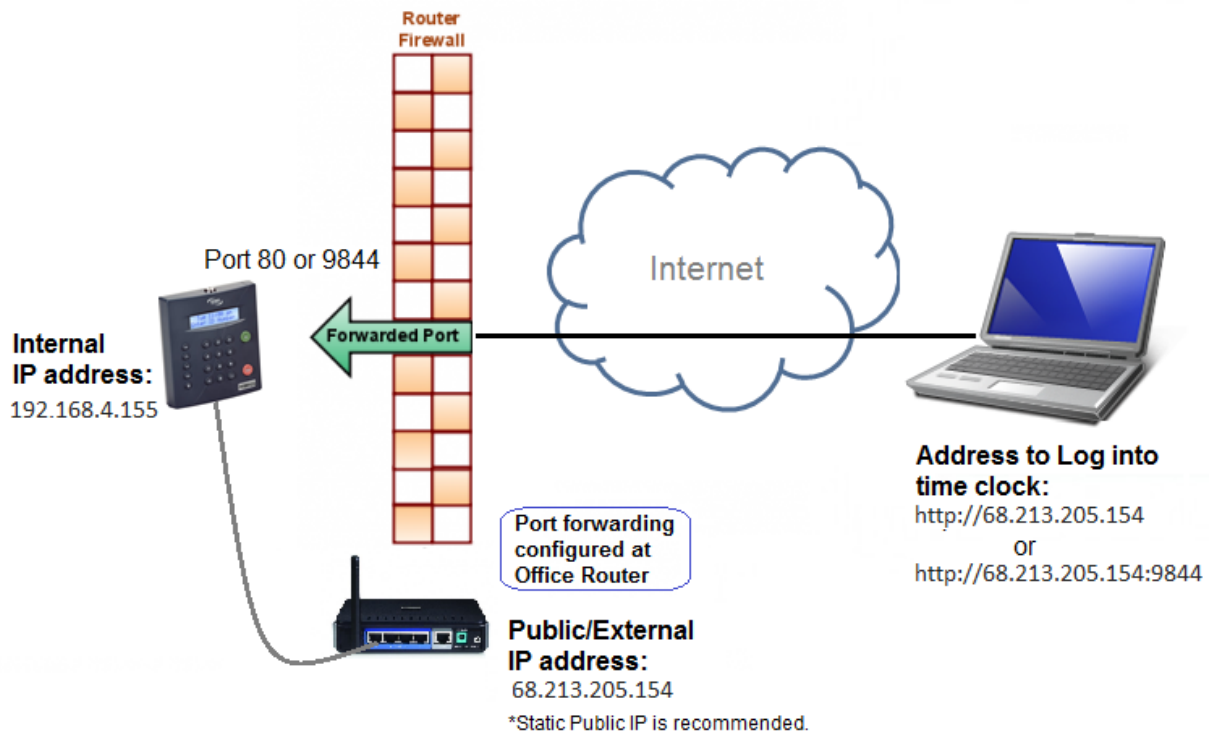 Router
Firewall
Port 80 or 9844
Internet
Forwarded Port
Internal
IP address:
192.168.4.155
Address to Log into
time clock:
http://68.213.205.154
or
http://68.213.205.154:9844
Port forwarding
configured at
Office Router
Public/External
IP address:
68.213.205.154
*Static Public IP is recommended.